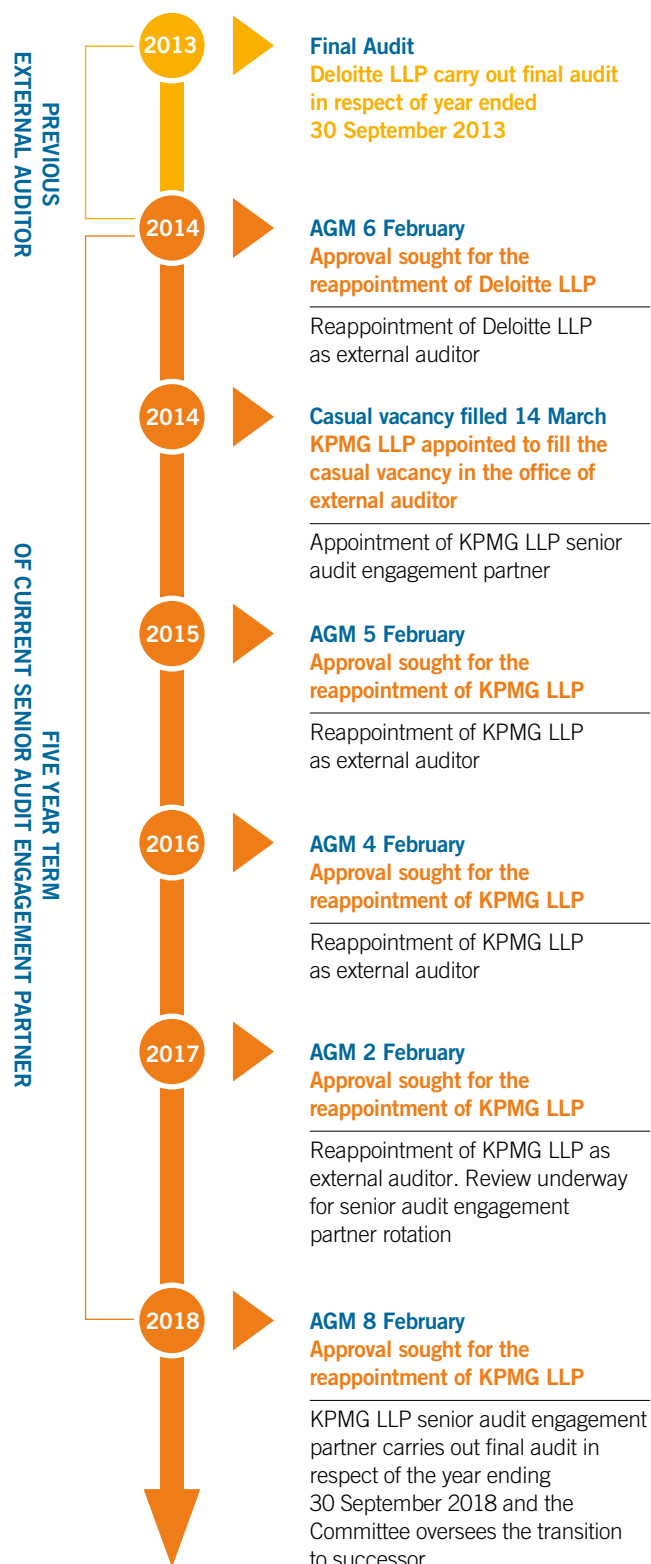 PREVIOUS
EXTERNAL AUDITOR
2013
Final Audit
Deloitte LLP carry out final audit
in respect of year ended
30 September 2013
2014
AGM 6 February
Approval sought for the
reappointment of Deloitte LLP
Reappointment of Deloitte LLP
as external auditor
FIVE YEAR TERM
OF CURRENT SENIOR AUDIT ENGAGEMENT PARTNER
2014
Casual vacancy filled 14 March
KPMG LLP appointed to fill the
casual vacancy in the office of
external auditor
Appointment of KPMG LLP senior
audit engagement partner
2015
AGM 5 February
Approval sought for the
reappointment of KPMG LLP
Reappointment of KPMG LLP
as external auditor
2016
AGM 4 February
Approval sought for the
reappointment of KPMG LLP
Reappointment of KPMG LLP
as external auditor
2017
AGM 2 February
Approval sought for the
reappointment of KPMG LLP
Reappointment of KPMG LLP as
external auditor. Review underway
for senior audit engagement
partner rotation
2018
AGM 8 February
Approval sought for the
reappointment of KPMG LLP
KPMG LLP senior audit engagement
partner carries out final audit in
respect of the year ending
30 September 2018 and the
Committee oversees the transition
to successor